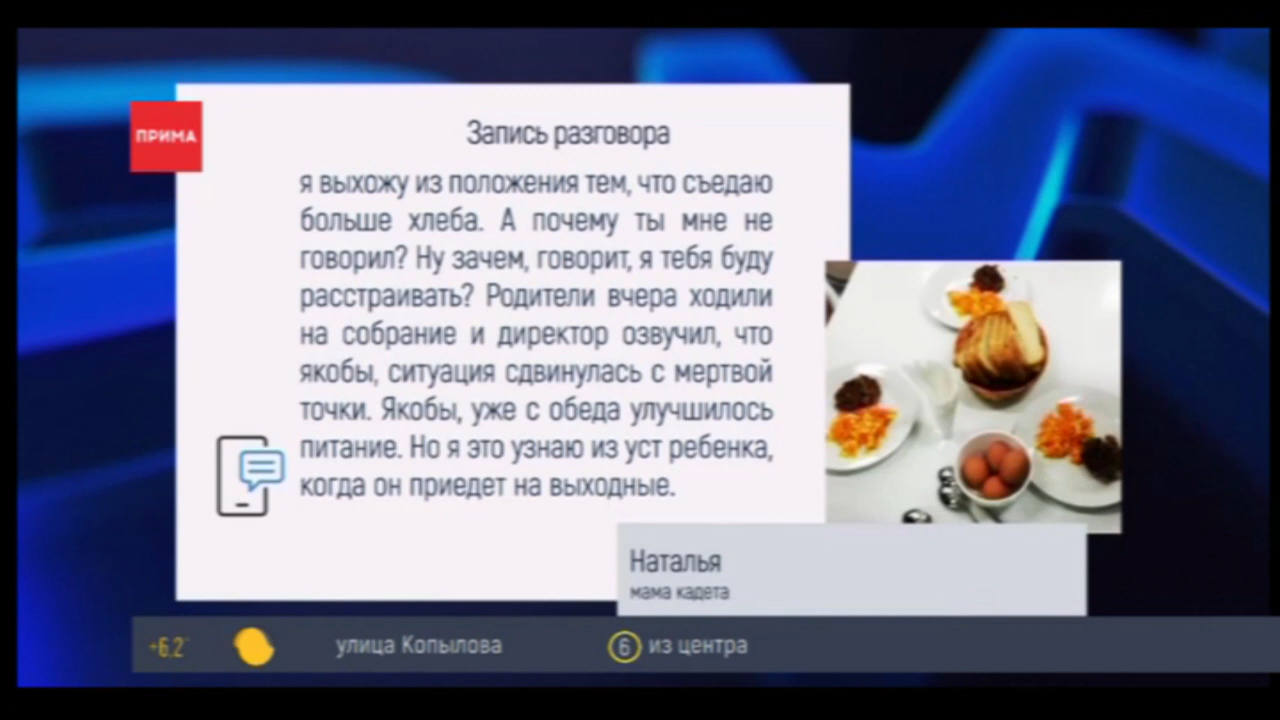 ПРИМА
Запись разговора
я выхожу из положения тем, что съедаю
больше хлеба. А почему ты мне не
говорил? Ну зачем, говорит, я тебя буду
расстраивать? Родители вчера ходили
на собрание и директор озвучил, что
якобы, ситуация сдвинулась с мертвой
точки. Якобы, уже с обеда улучшилось
питание. Но я это узнаю из уст ребенка,
когда он приедет на выходные.
Наталья
мама кадета
+6.2° улица Копылова 6 из центра